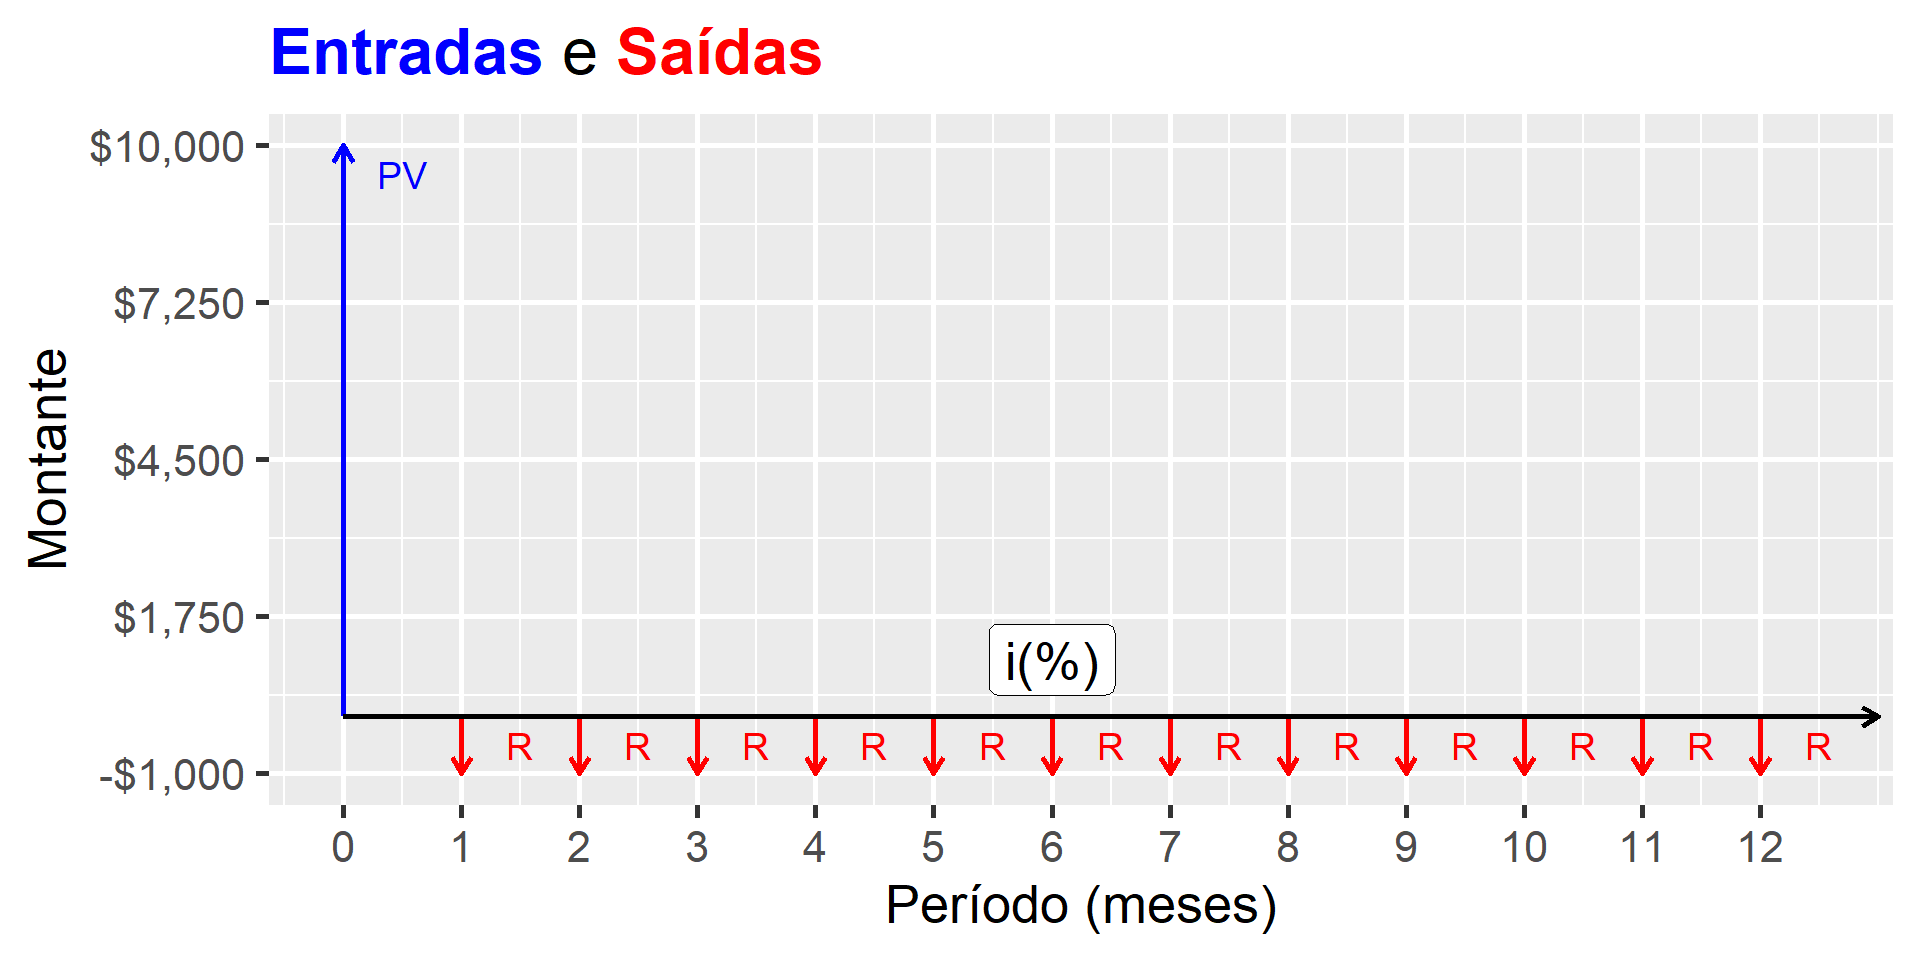 Entradas e Saídas
$10,000
PV
$7,250
Montante
$4,500
$1,750
i(%)
R R R R R R R R R R R R
-$1,000
0 1 2 3 4 5 6 7 8 9 10 11 12
Período (meses)